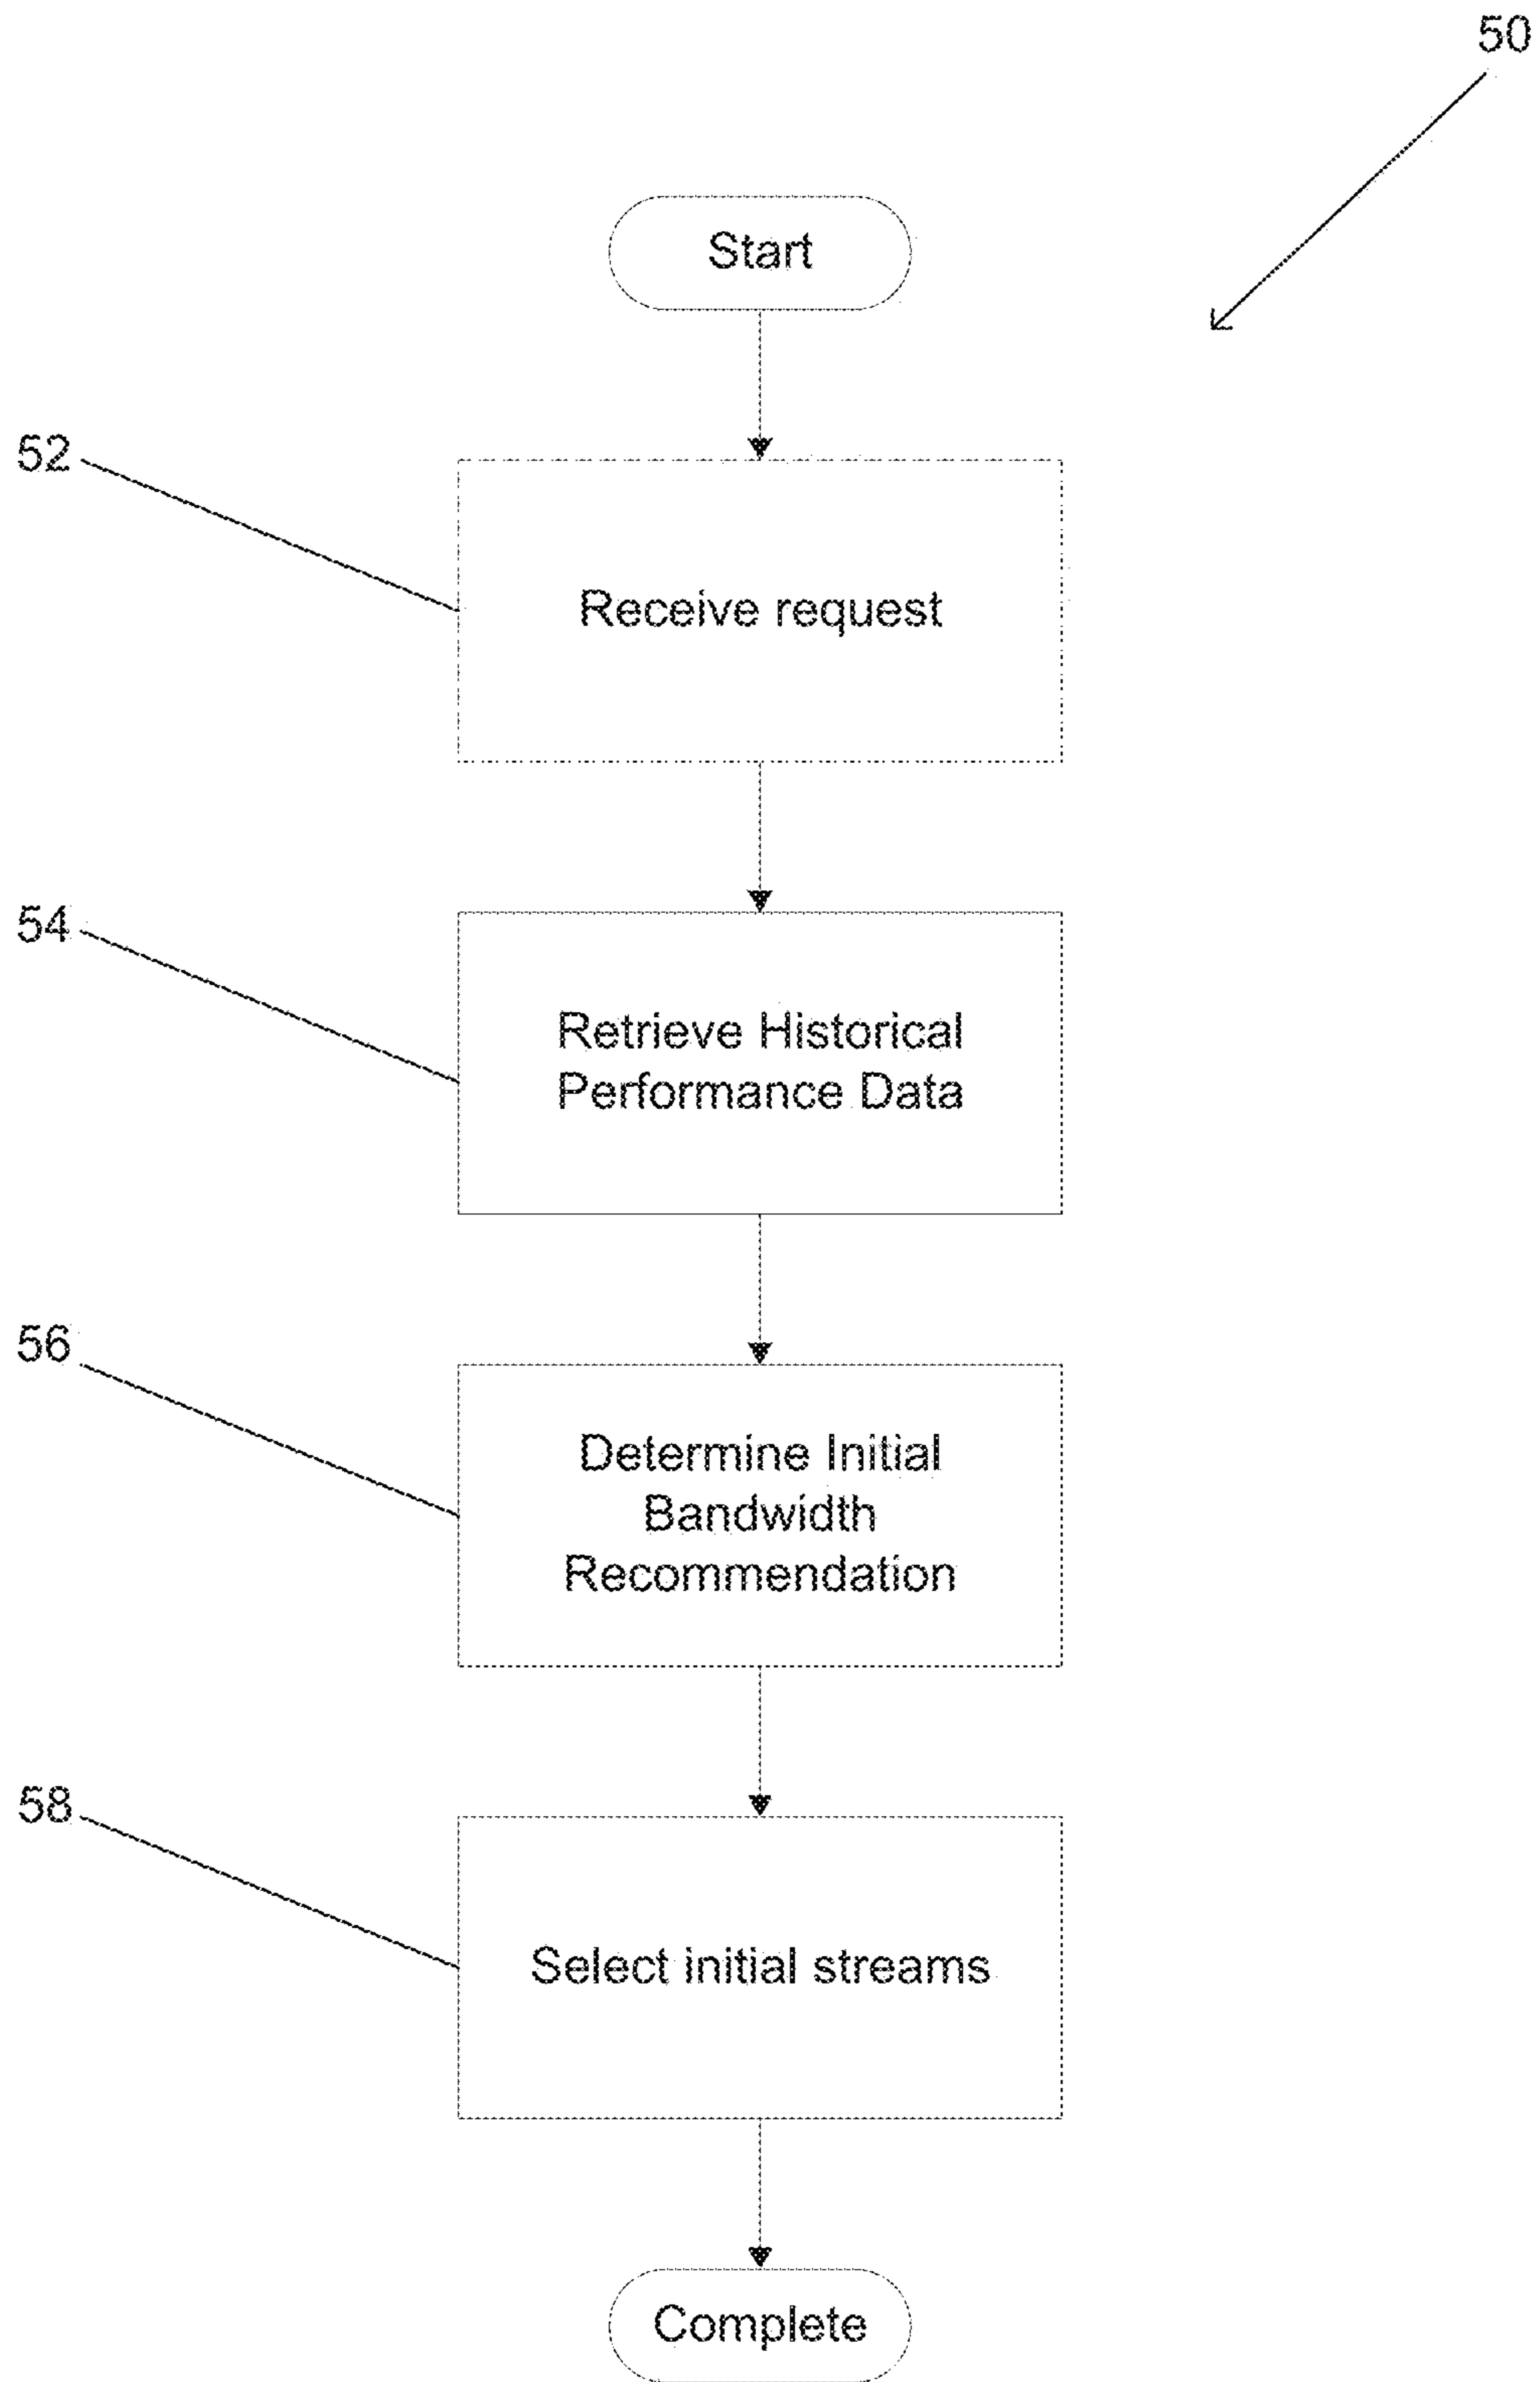 50
Start
52
Receive request
54
Retrieve Historical
Performance Data
56
Determine Initial
Bandwidth
Recommendation
58
Select initial streams
Complete